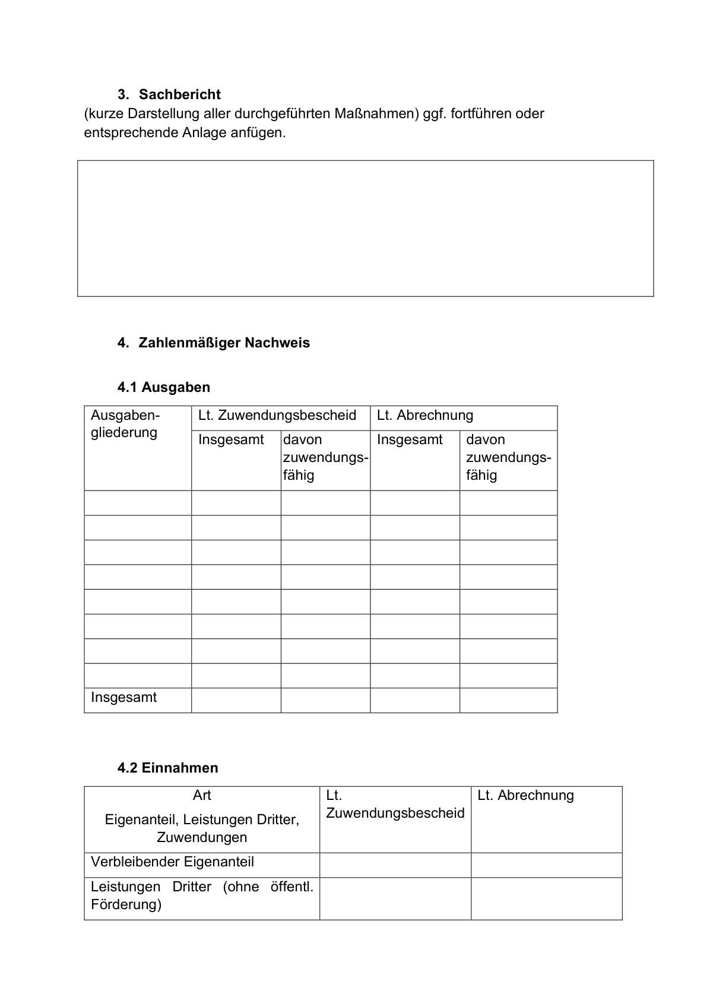 3. Sachbericht
(kurze Darstellung aller durchgeführten Maßnahmen) ggf. fortführen oder
entsprechende Anlage anfügen.
4. Zahlenmäßiger Nachweis
4.1 Ausgaben
Ausgaben-
gliederung
Lt. Zuwendungsbescheid
Lt. Abrechnung
Insgesamt
davon
zuwendungs-
fähig
Insgesamt
davon
zuwendungs-
fähig
Insgesamt
4.2 Einnahmen
Art
Eigenanteil, Leistungen Dritter,
Zuwendungen
Lt.
Zuwendungsbescheid
Lt. Abrechnung
Verbleibender Eigenanteil
Leistungen Dritter (ohne öffentl.
Förderung)